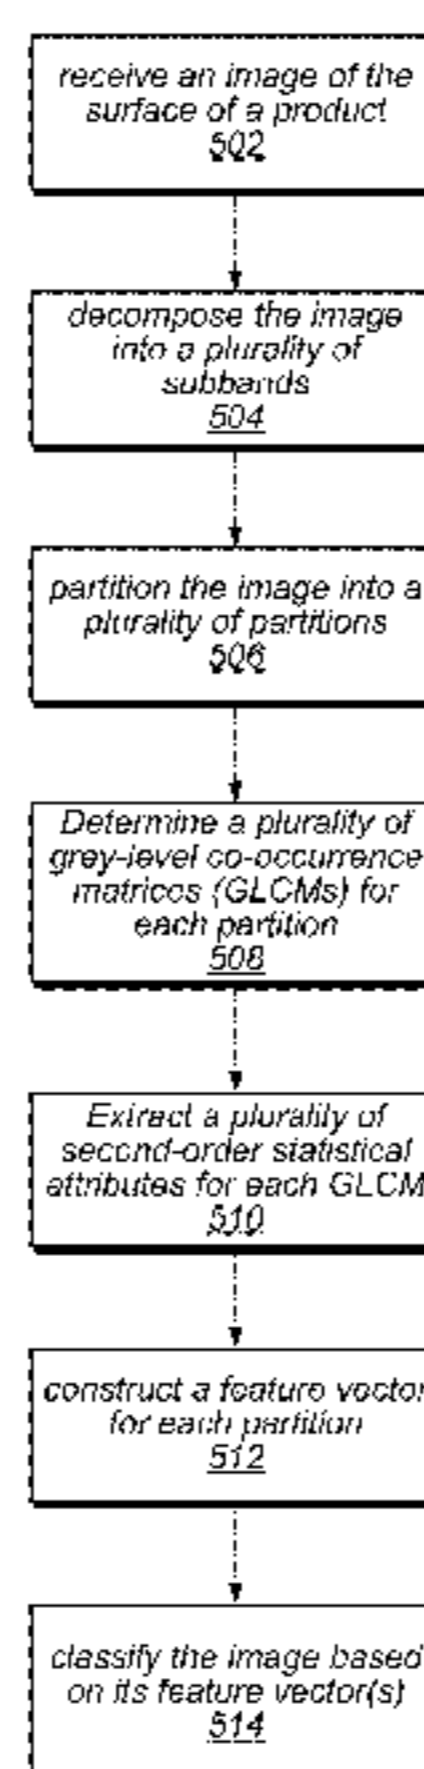 receive an image of the
surface of a product
502
decompose the image
into a plurality of
subbands
504
partition the image into a
plurality of partitions
506
Determine a plurality of
grey-level co-occurrence
matrices (GLCMs) for
each partition
508
Extract a plurality of
second-order statistical
attributes for each GLCM
510
construct a feature vector
for each partition
512
classify the image based
on its feature vector(s)
514